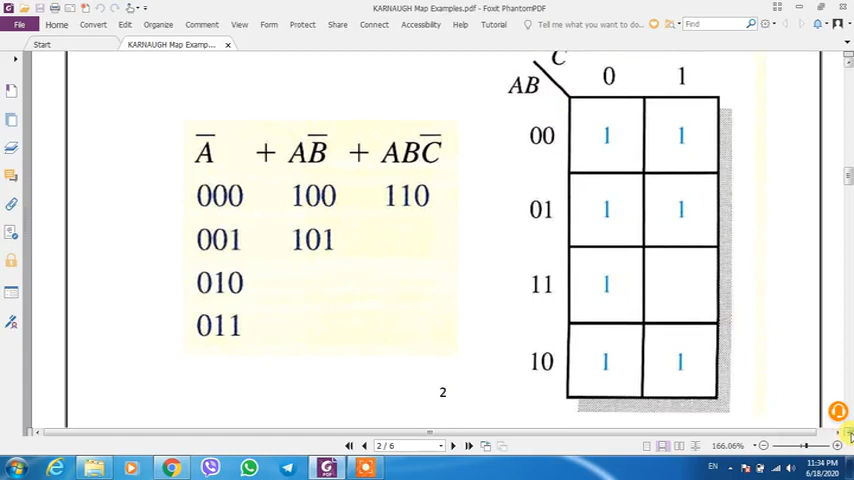 KARNAUGH Map Examples.pdf - Foxit PhantomPDF
File Home Convert Edit Organize Comment View Form Protect Share Connect Accessibility Help Tutorial Tell me what you want to do... Find
Start KARNAUGH Map Examp... ×
C
AB 0 1
A̅ + AB̅ + ABC̅
000 100 110
001 101
010
011
00 1 1
01 1 1
11 1
10 1 1
2
2 / 6 166.06%
EN 11:34 PM
6/18/2020